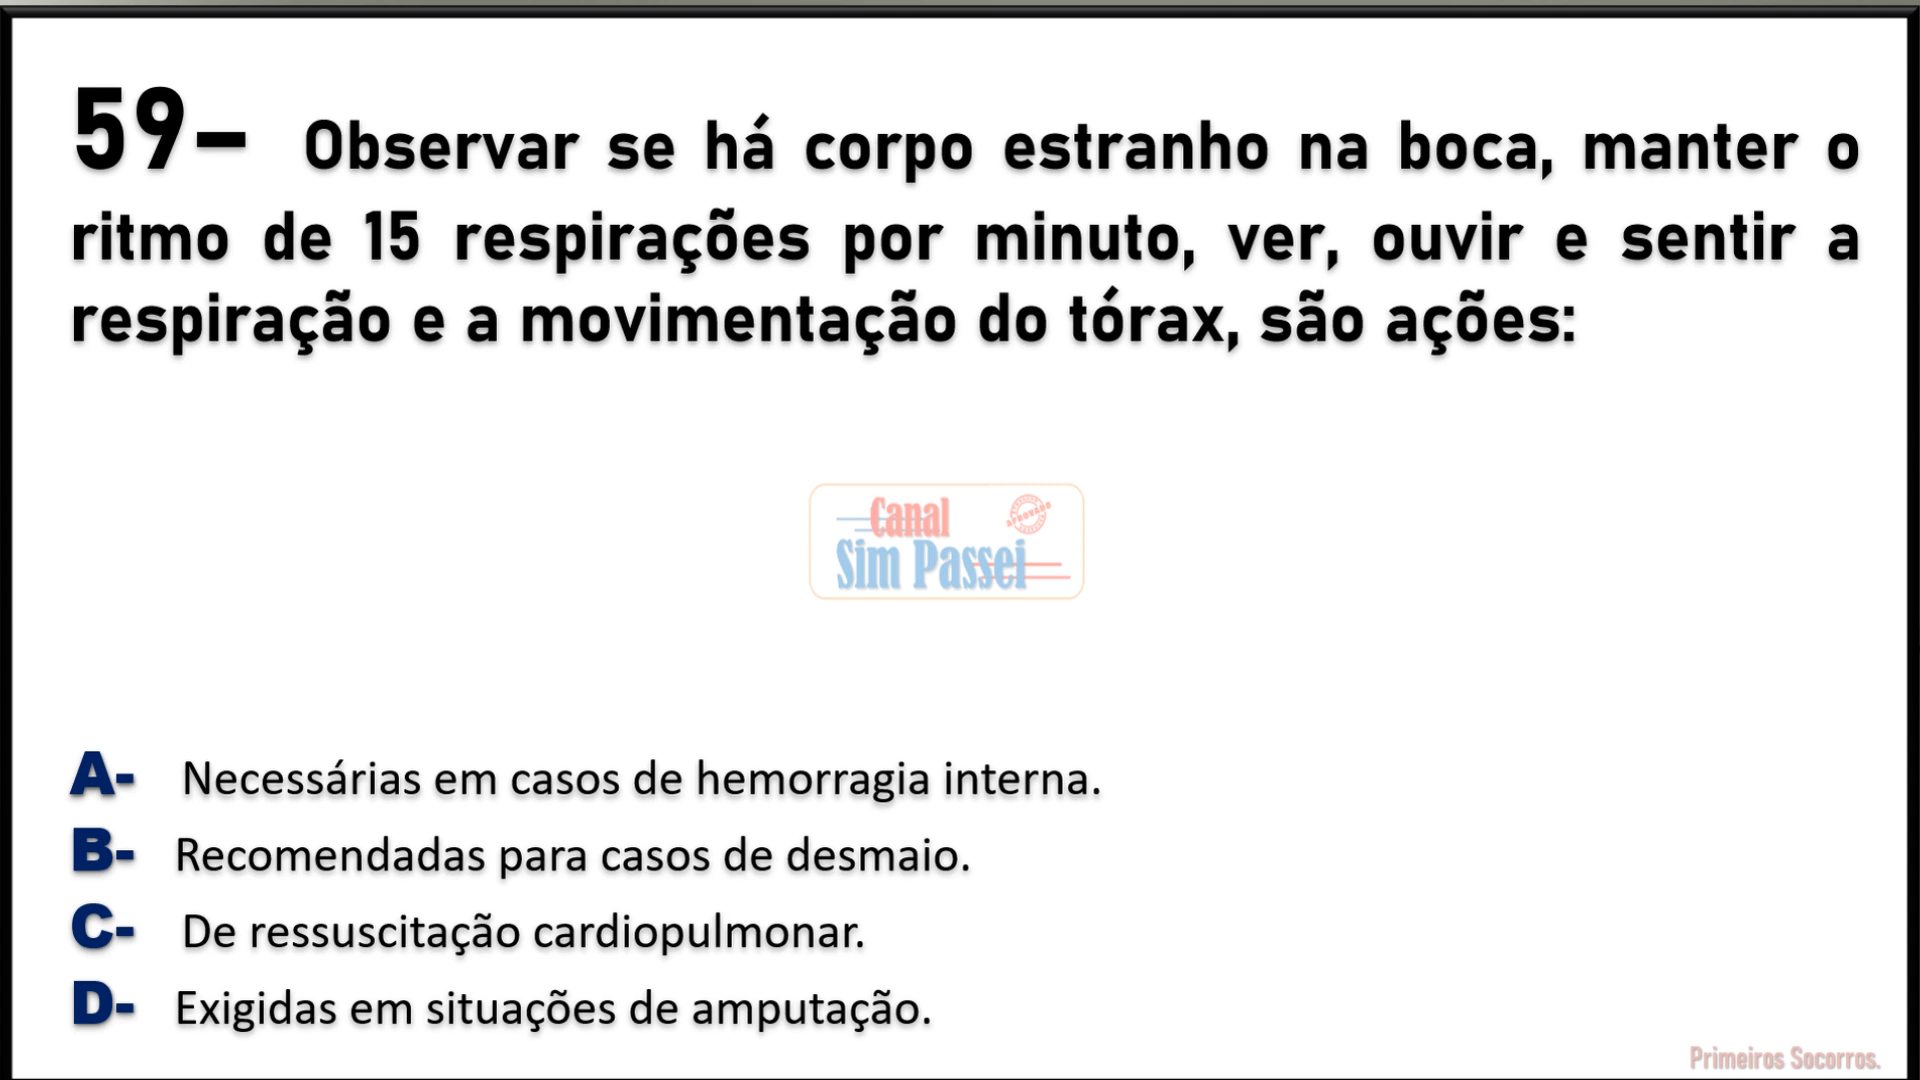 59- Observar se há corpo estranho na boca, manter o
ritmo de 15 respirações por minuto, ver, ouvir e sentir a
respiração e a movimentação do tórax, são ações:
Canal
APROVADO
Sim Passei
A- Necessárias em casos de hemorragia interna.
B- Recomendadas para casos de desmaio.
C- De ressuscitação cardiopulmonar.
D- Exigidas em situações de amputação.
Primeiros Socorros.